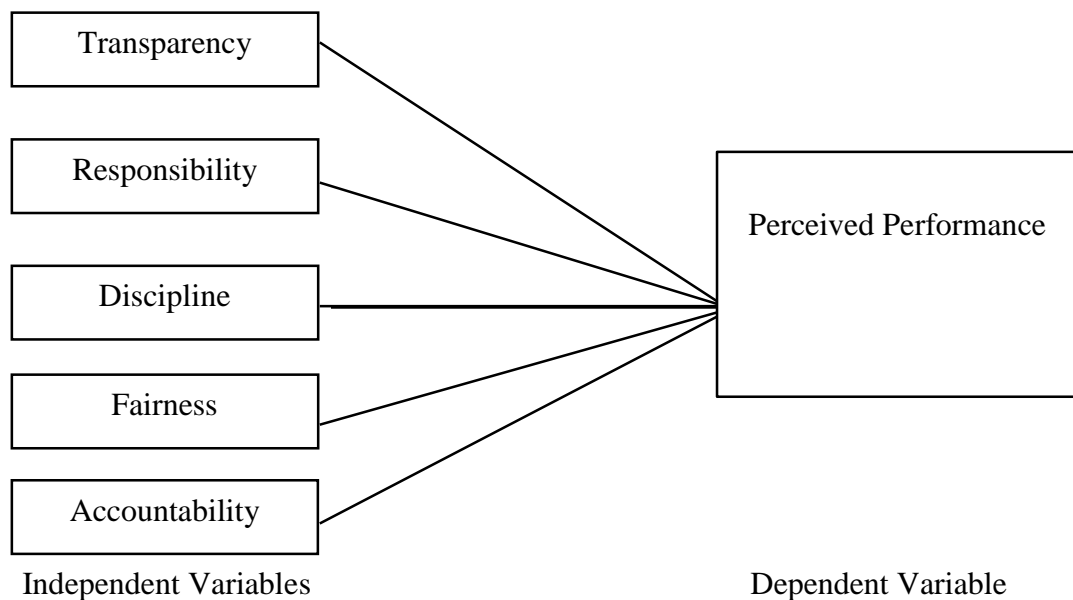 Transparency
Responsibility
Discipline
Fairness
Accountability
Independent Variables
Perceived Performance
Dependent Variable